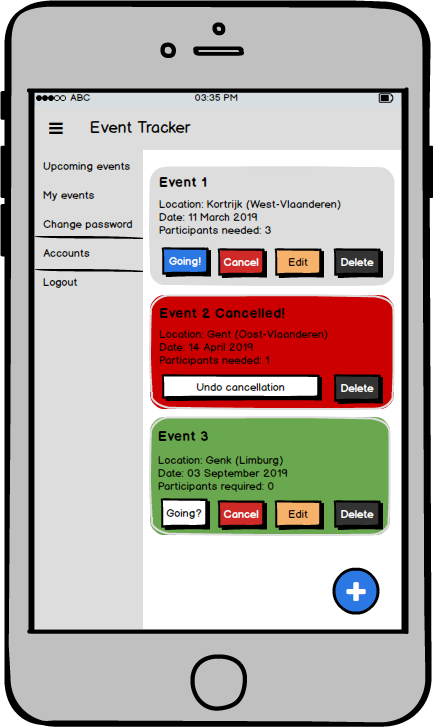 ABC 03:35 PM
Event Tracker
Upcoming events
My events
Change password
Accounts
Logout
Event 1
Location: Kortrijk (West-Vlaanderen)
Date: 11 March 2019
Participants needed: 3
Going! Cancel Edit Delete
Event 2 Cancelled!
Location: Gent (Oost-Vlaanderen)
Date: 14 April 2019
Participants needed: 1
Undo cancellation Delete
Event 3
Location: Genk (Limburg)
Date: 03 September 2019
Participants required: 0
Going? Cancel Edit Delete